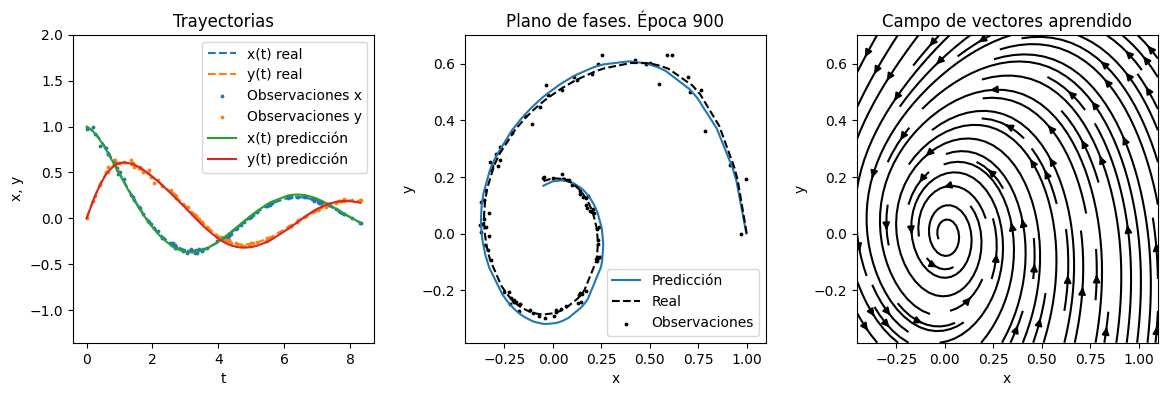 Trayectorias
2.0
1.5
1.0
0.5
0.0
−0.5
−1.0
x, y
0
2
4
6
8
t
x(t) real
y(t) real
Observaciones x
Observaciones y
x(t) predicción
y(t) predicción
Plano de fases. Época 900
0.6
0.4
0.2
0.0
−0.2
y
−0.25
0.00
0.25
0.50
0.75
1.00
x
Predicción
Real
Observaciones
Campo de vectores aprendido
0.6
0.4
0.2
0.0
−0.2
y
−0.25
0.00
0.25
0.50
0.75
1.00
x